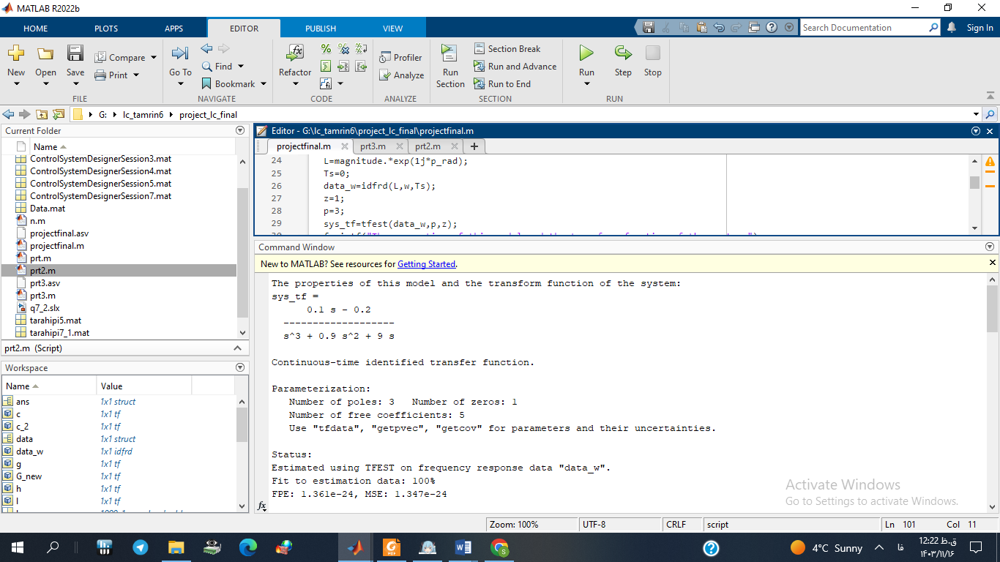 MATLAB R2022b
HOME PLOTS APPS EDITOR PUBLISH VIEW Search Documentation Sign In
New Open Save Compare Print Go To Find Bookmark Refactor Profiler Analyze Run Section Section Break Run and Advance Run to End Run Step Stop
FILE NAVIGATE CODE ANALYZE SECTION RUN
G: lc_tamrin6 project_lc_final
Current Folder
Name
ControlSystemDesignerSession3.mat
ControlSystemDesignerSession4.mat
ControlSystemDesignerSession5.mat
ControlSystemDesignerSession7.mat
Data.mat
n.m
projectfinal.asv
projectfinal.m
prt.m
prt2.m
prt3.asv
prt3.m
q7_2.slx
tarahipi5.mat
tarahipi7_1.mat
prt2.m (Script)
Workspace
Name Value
ans 1x1 struct
c 1x1 tf
c_2 1x1 tf
data 1x1 struct
data_w 1x1 idfrd
g 1x1 tf
G_new 1x1 tf
h 1x1 tf
l 1x1 tf
Editor - G:\lc_tamrin6\project_lc_final\projectfinal.m
projectfinal.m prt3.m prt2.m
24 L=magnitude.*exp(1j*p_rad);
25 Ts=0;
26 data_w=idfrd(L,w,Ts);
27 z=1;
28 p=3;
29 sys_tf=tfest(data_w,p,z);
Command Window
New to MATLAB? See resources for Getting Started.
The properties of this model and the transform function of the system:
sys_tf =
0.1 s - 0.2
-------------------
s^3 + 0.9 s^2 + 9 s
Continuous-time identified transfer function.
Parameterization:
Number of poles: 3 Number of zeros: 1
Number of free coefficients: 5
Use "tfdata", "getpvec", "getcov" for parameters and their uncertainties.
Status:
Estimated using TFEST on frequency response data "data_w".
Fit to estimation data: 100%
FPE: 1.361e-24, MSE: 1.347e-24
fx
Activate Windows
Go to Settings to activate Windows.
Zoom: 100% UTF-8 CRLF script Ln 101 Col 11
4°C Sunny فا 12:22 ق.ظ
۱۴۰۳/۱۱/۱۶